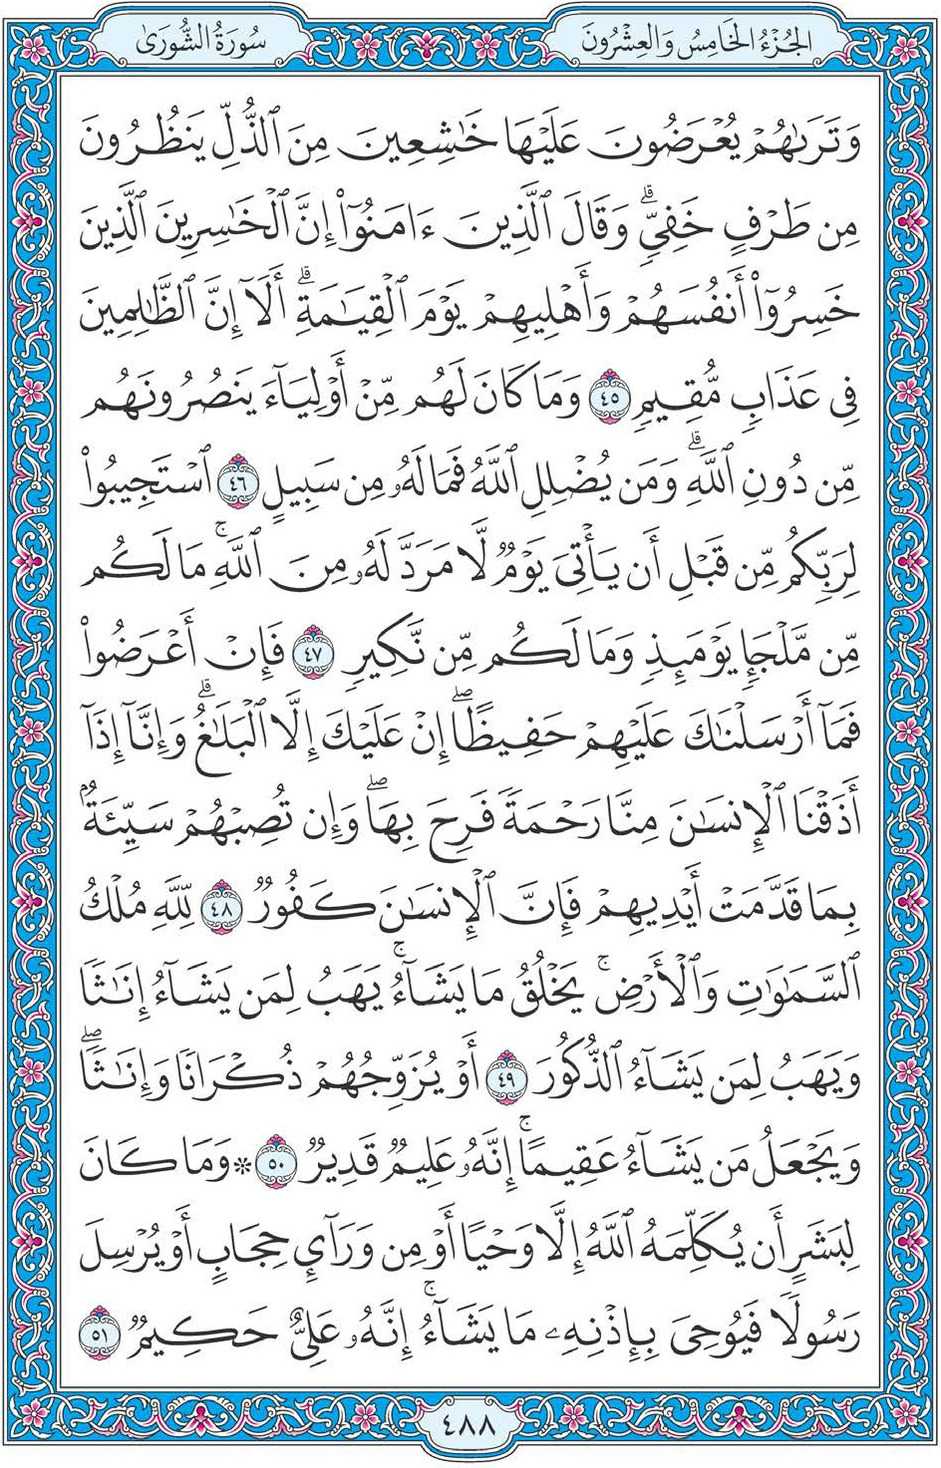 سُورَةُ الشُّورَىٰ
الجُزْءُ الخَامِسُ وَالعِشْرُونَ
وَتَرَىٰهُمْ يُعْرَضُونَ عَلَيْهَا خَٰشِعِينَ مِنَ ٱلذُّلِّ يَنظُرُونَ
مِن طَرْفٍ خَفِيٍّۗ وَقَالَ ٱلَّذِينَ ءَامَنُوٓا۟ إِنَّ ٱلْخَٰسِرِينَ ٱلَّذِينَ
خَسِرُوٓا۟ أَنفُسَهُمْ وَأَهْلِيهِمْ يَوْمَ ٱلْقِيَٰمَةِۗ أَلَآ إِنَّ ٱلظَّٰلِمِينَ
فِى عَذَابٍ مُّقِيمٍ ٤٥ وَمَا كَانَ لَهُم مِّنْ أَوْلِيَآءَ يَنصُرُونَهُم
مِّن دُونِ ٱللَّهِۗ وَمَن يُضْلِلِ ٱللَّهُ فَمَا لَهُۥ مِن سَبِيلٍ ٤٦ ٱسْتَجِيبُوا۟
لِرَبِّكُم مِّن قَبْلِ أَن يَأْتِىَ يَوْمٌ لَّا مَرَدَّ لَهُۥ مِنَ ٱللَّهِۚ مَا لَكُم
مِّن مَّلْجَإٍ يَوْمَئِذٍ وَمَا لَكُم مِّن نَّكِيرٍ ٤٧ فَإِنْ أَعْرَضُوا۟
فَمَآ أَرْسَلْنَٰكَ عَلَيْهِمْ حَفِيظًاۖ إِنْ عَلَيْكَ إِلَّا ٱلْبَلَٰغُۗ وَإِنَّآ إِذَآ
أَذَقْنَا ٱلْإِنسَٰنَ مِنَّا رَحْمَةً فَرِحَ بِهَاۖ وَإِن تُصِبْهُمْ سَيِّئَةٌۢ
بِمَا قَدَّمَتْ أَيْدِيهِمْ فَإِنَّ ٱلْإِنسَٰنَ كَفُورٌ ٤٨ لِّلَّهِ مُلْكُ
ٱلسَّمَٰوَٰتِ وَٱلْأَرْضِۚ يَخْلُقُ مَا يَشَآءُۚ يَهَبُ لِمَن يَشَآءُ إِنَٰثًا
وَيَهَبُ لِمَن يَشَآءُ ٱلذُّكُورَ ٤٩ أَوْ يُزَوِّجُهُمْ ذُكْرَانًا وَإِنَٰثًاۖ
وَيَجْعَلُ مَن يَشَآءُ عَقِيمًاۚ إِنَّهُۥ عَلِيمٌ قَدِيرٌ ٥٠ * وَمَا كَانَ
لِبَشَرٍ أَن يُكَلِّمَهُ ٱللَّهُ إِلَّا وَحْيًا أَوْ مِن وَرَآئِ حِجَابٍ أَوْ يُرْسِلَ
رَسُولًا فَيُوحِىَ بِإِذْنِهِۦ مَا يَشَآءُۚ إِنَّهُۥ عَلِىٌّ حَكِيمٌ ٥١
٤٨٨